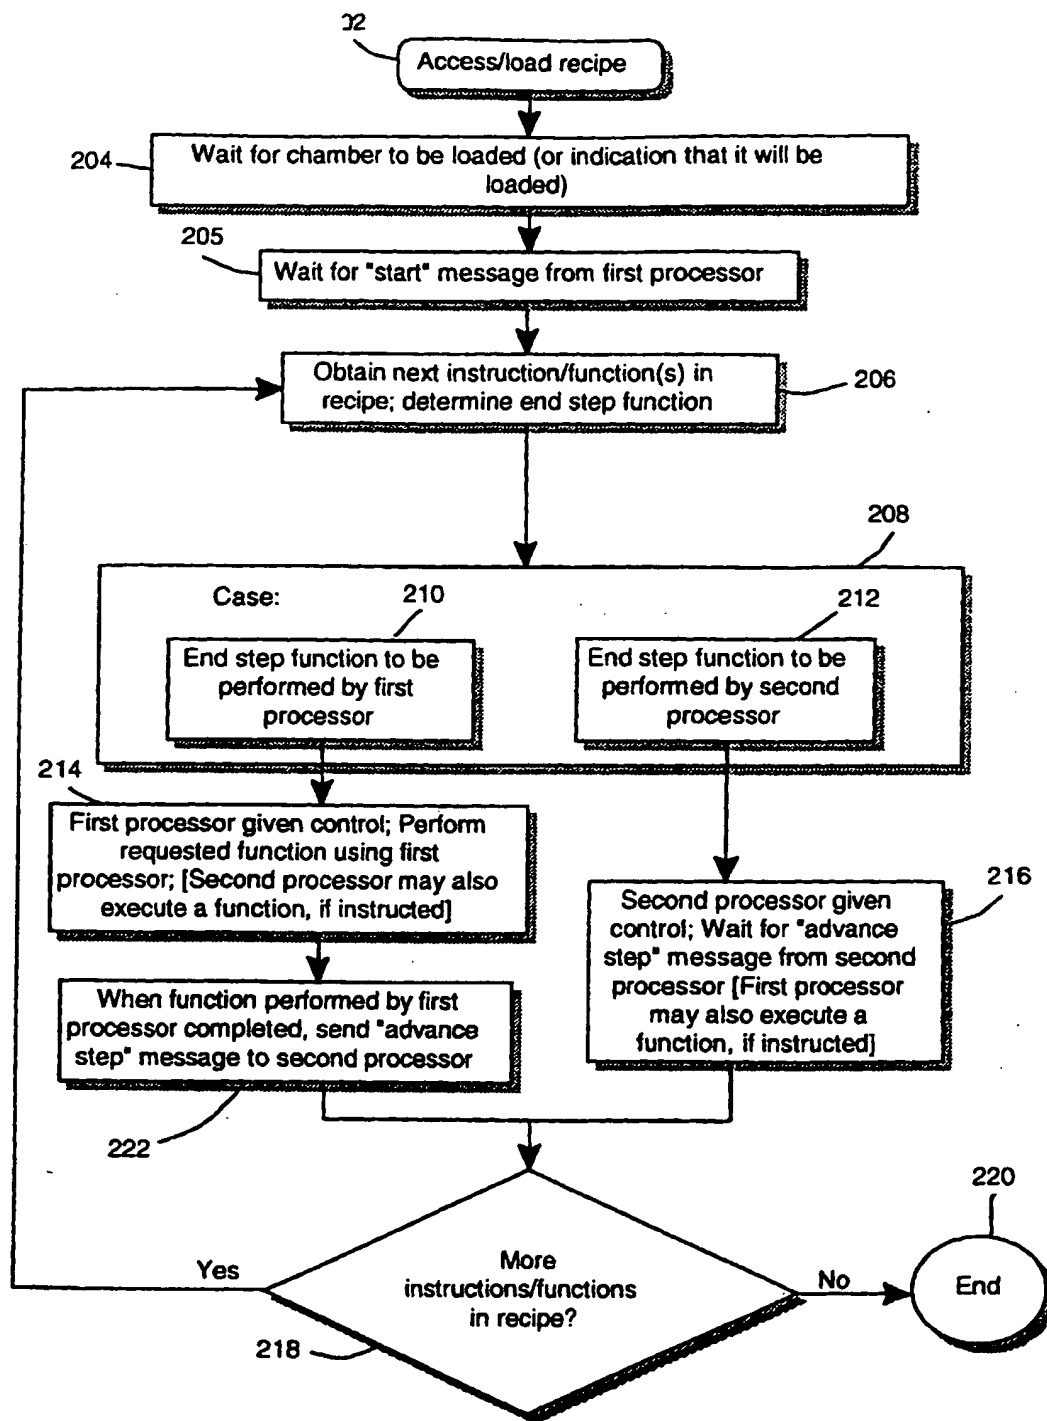 02
Access/load recipe
204
Wait for chamber to be loaded (or indication that it will be
loaded)
205
Wait for "start" message from first processor
Obtain next instruction/function(s) in
recipe; determine end step function
206
208
Case:
210
212
End step function to be
performed by first
processor
End step function to be
performed by second
processor
214
First processor given control; Perform
requested function using first
processor; [Second processor may also
execute a function, if instructed]
216
Second processor given
control; Wait for "advance
step" message from second
processor [First processor
may also execute a
function, if instructed]
When function performed by first
processor completed, send "advance
step" message to second processor
222
220
Yes
More
instructions/functions
in recipe?
No
End
218